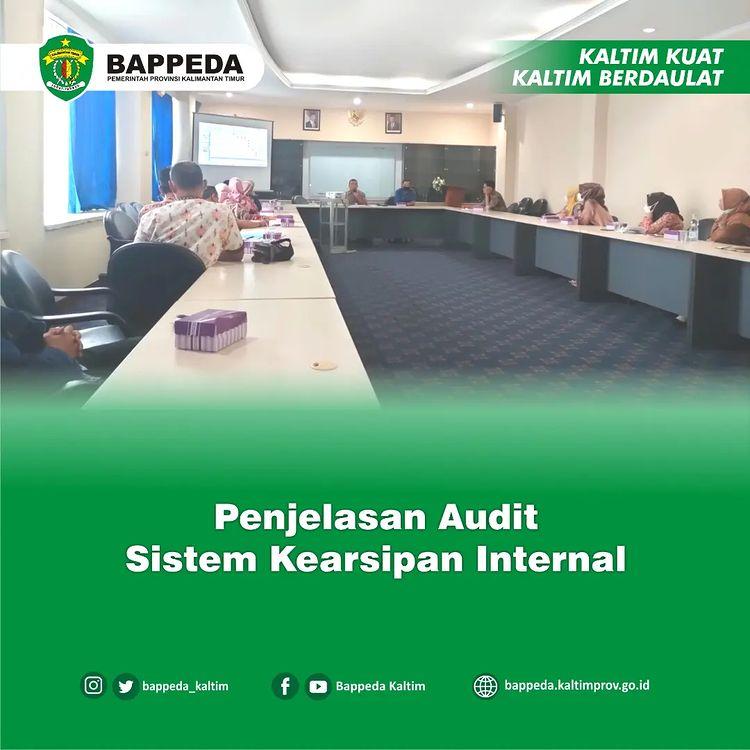 BAPPEDA
PEMERINTAH PROVINSI KALIMANTAN TIMUR
KALTIM KUAT
KALTIM BERDAULAT
Penjelasan Audit
Sistem Kearsipan Internal
bappeda_kaltim
Bappeda Kaltim
bappeda.kaltimprov.go.id